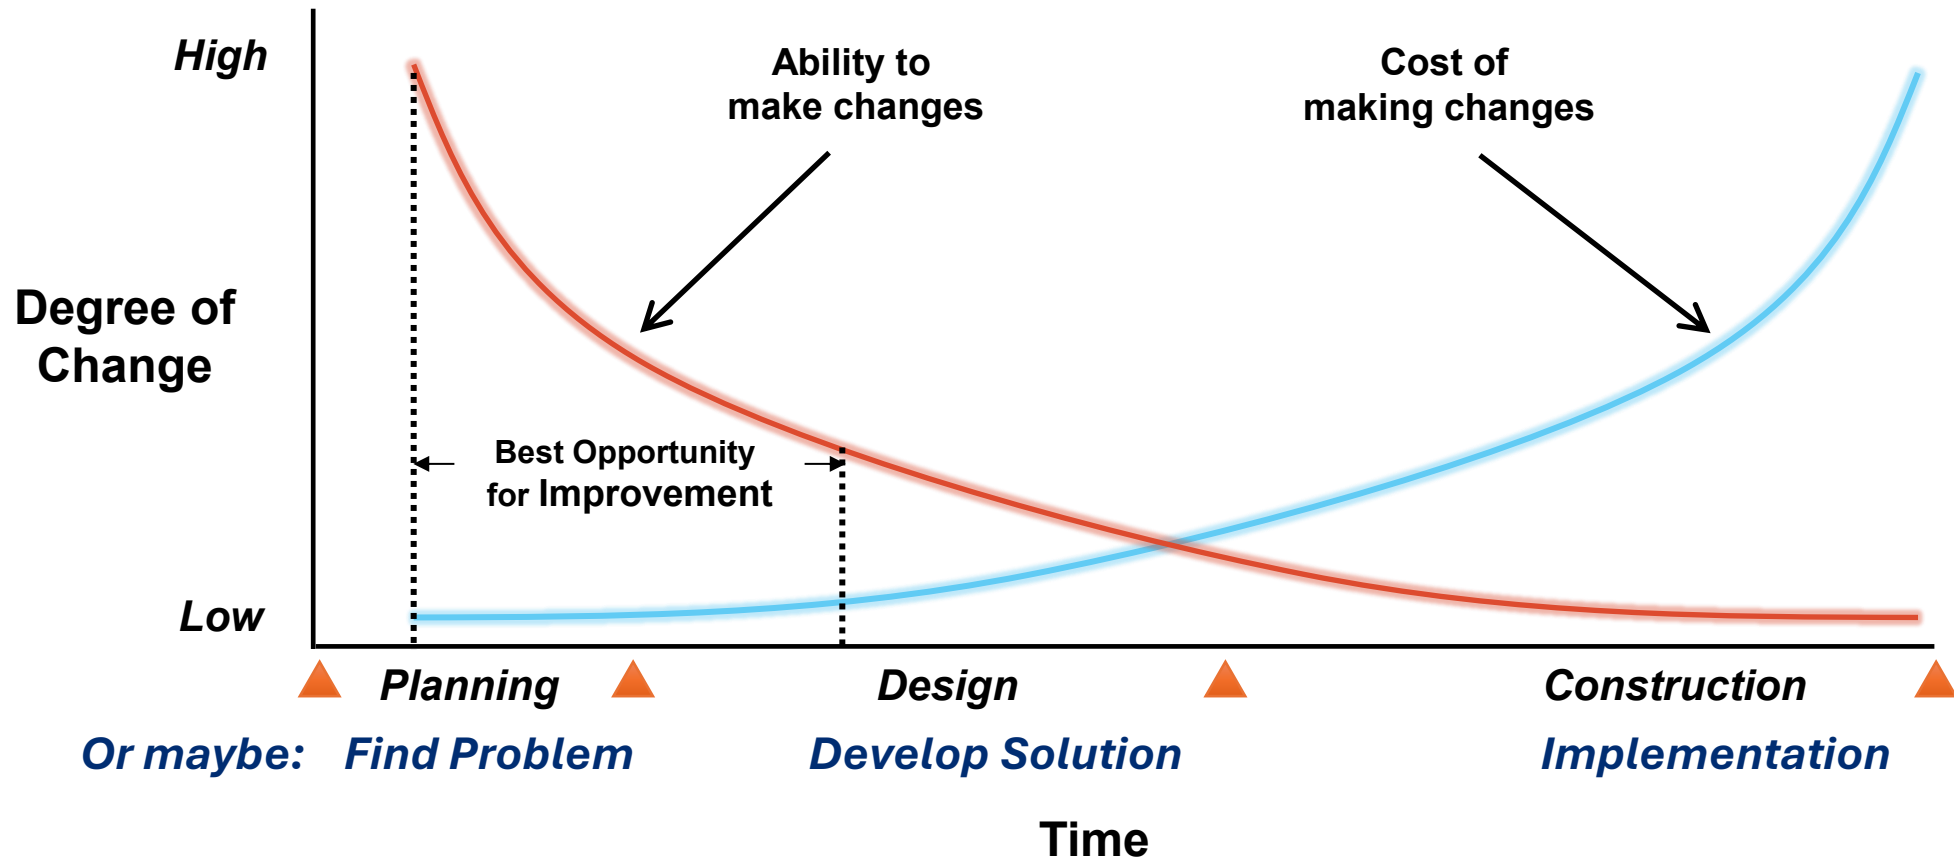 High
Ability to
make changes
Cost of
making changes
Degree of
Change
Best Opportunity
for Improvement
Low
Planning
Design
Construction
Or maybe: Find Problem
Develop Solution
Implementation
Time